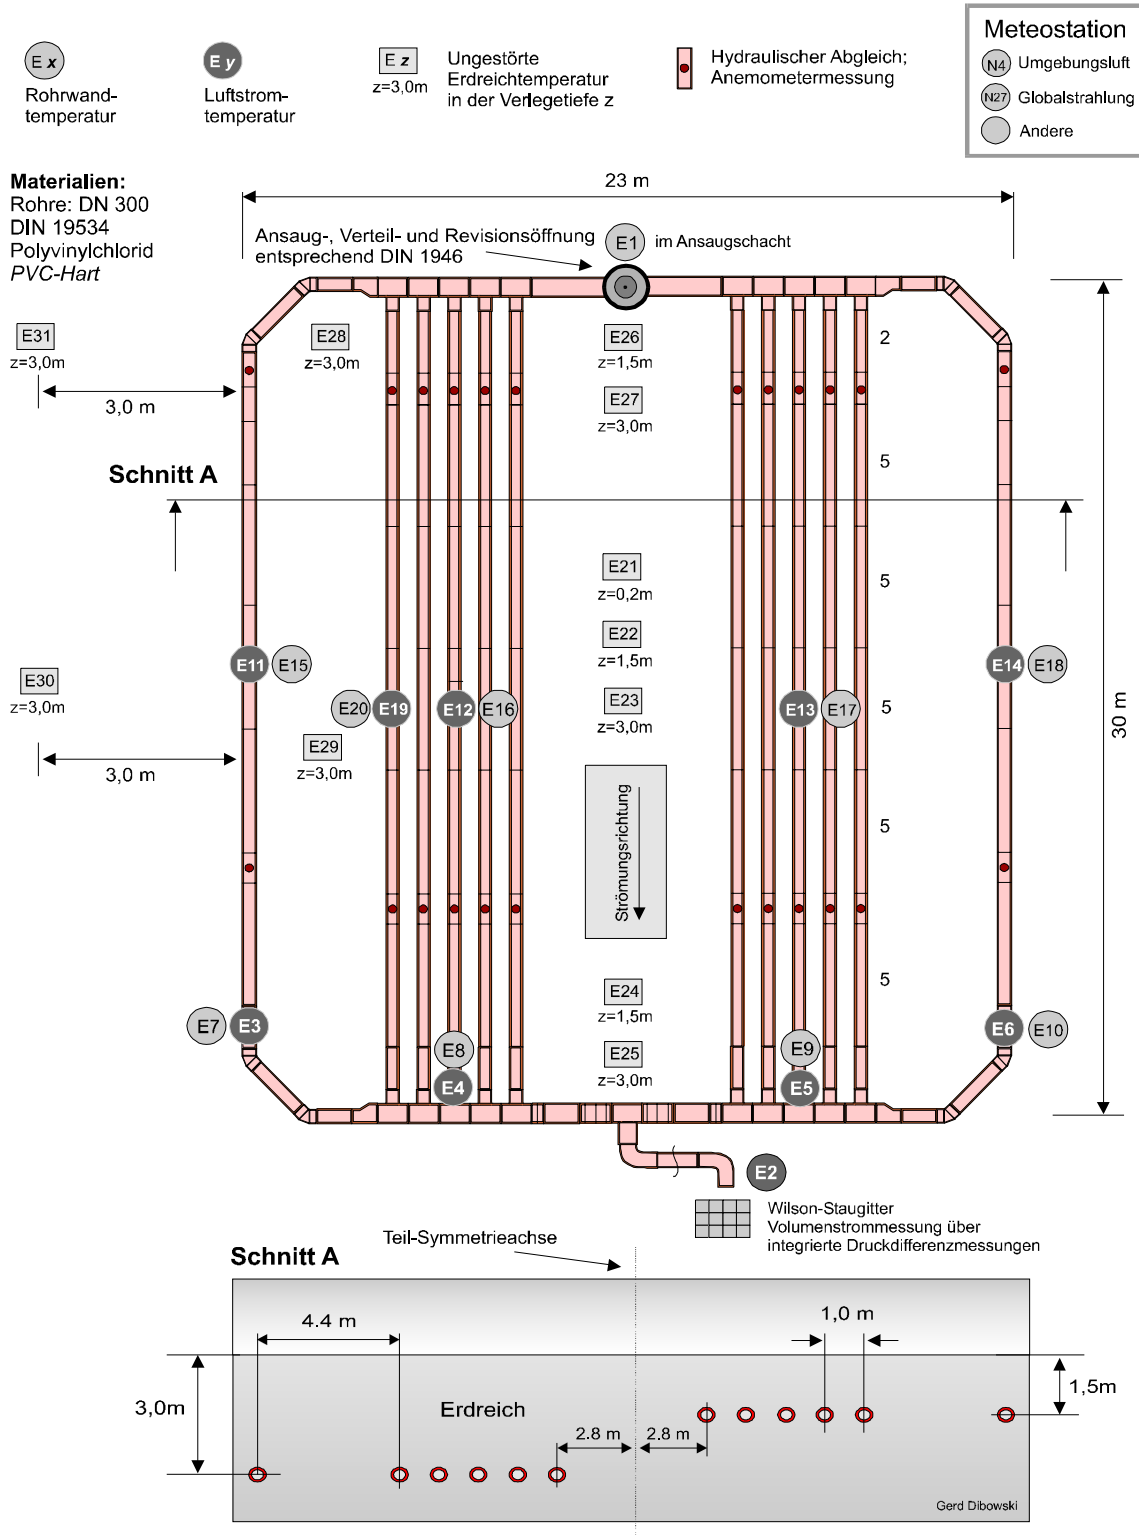 Meteostation
N4 Umgebungsluft
N27 Globalstrahlung
Andere
E x
Rohrwand-
temperatur
E y
Luftstrom-
temperatur
E z
z=3,0m
Ungestörte
Erdreichtemperatur
in der Verlegetiefe z
Hydraulischer Abgleich;
Anemometermessung
Materialien:
Rohre: DN 300
DIN 19534
Polyvinylchlorid
PVC-Hart
23 m
Ansaug-, Verteil- und Revisionsöffnung
entsprechend DIN 1946
E1 im Ansaugschacht
E31
z=3,0m
E28
z=3,0m
E26
z=1,5m
2
3,0 m
E27
z=3,0m
Schnitt A
5
E21
z=0,2m
5
E22
z=1,5m
E11 E15
E14 E18
E30
z=3,0m
E20 E19
E12 E16
E23
z=3,0m
E13 E17
5
30 m
E29
z=3,0m
3,0 m
Strömungsrichtung
5
5
E24
z=1,5m
E7 E3
E6 E10
E8
E4
E25
z=3,0m
E9
E5
E2
Wilson-Staugitter
Volumenstrommessung über
integrierte Druckdifferenzmessungen
Teil-Symmetrieachse
Schnitt A
4.4 m
1,0 m
3,0m
1,5m
Erdreich
2.8 m
2.8 m
Gerd Dibowski